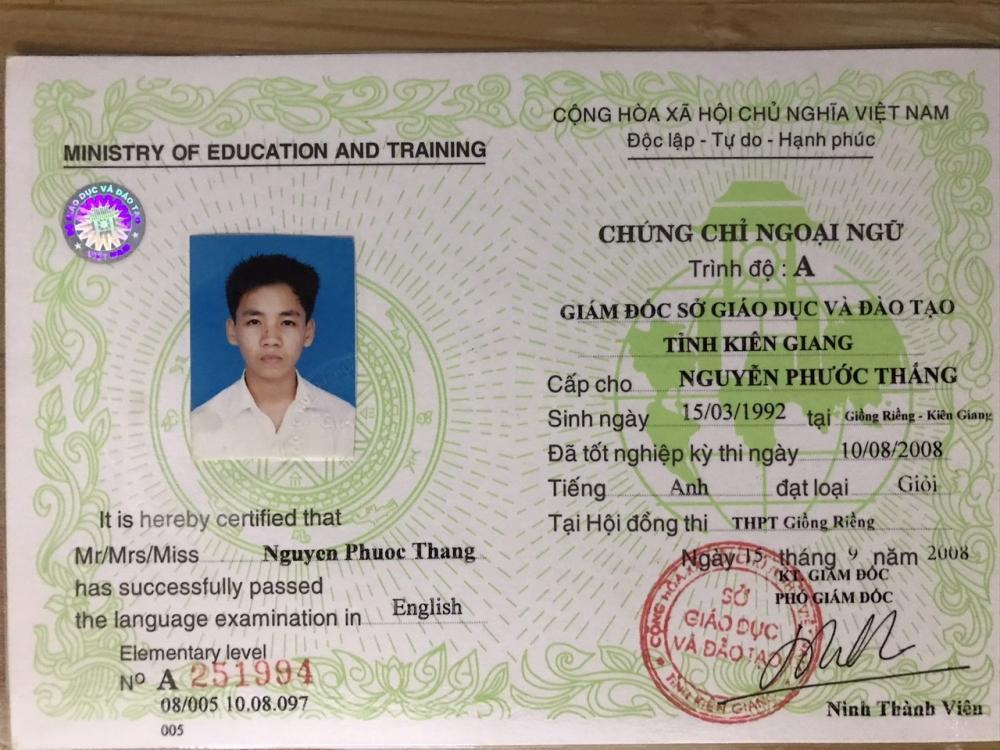 MINISTRY OF EDUCATION AND TRAINING
BỘ GIÁO DỤC VÀ ĐÀO TẠO
VIỆT NAM
It is hereby certified that
Mr/Mrs/Miss Nguyen Phuoc Thang
has successfully passed
the language examination in English
Elementary level
Nº A 251994
08/005 10.08.097
005
CỘNG HÒA XÃ HỘI CHỦ NGHĨA VIỆT NAM
Độc lập - Tự do - Hạnh phúc
CHỨNG CHỈ NGOẠI NGỮ
Trình độ : A
GIÁM ĐỐC SỞ GIÁO DỤC VÀ ĐÀO TẠO
TỈNH KIÊN GIANG
Cấp cho NGUYỄN PHƯỚC THẮNG
Sinh ngày 15/03/1992 tại Giồng Riềng - Kiên Giang
Đã tốt nghiệp kỳ thi ngày 10/08/2008
Tiếng Anh đạt loại Giỏi
Tại Hội đồng thi THPT Giồng Riềng
Ngày 15 tháng 9 năm 2008
KT. GIÁM ĐỐC
PHÓ GIÁM ĐỐC
SỞ
GIÁO DỤC
VÀ ĐÀO TẠO
TỈNH KIÊN GIANG
Ninh Thành Viên